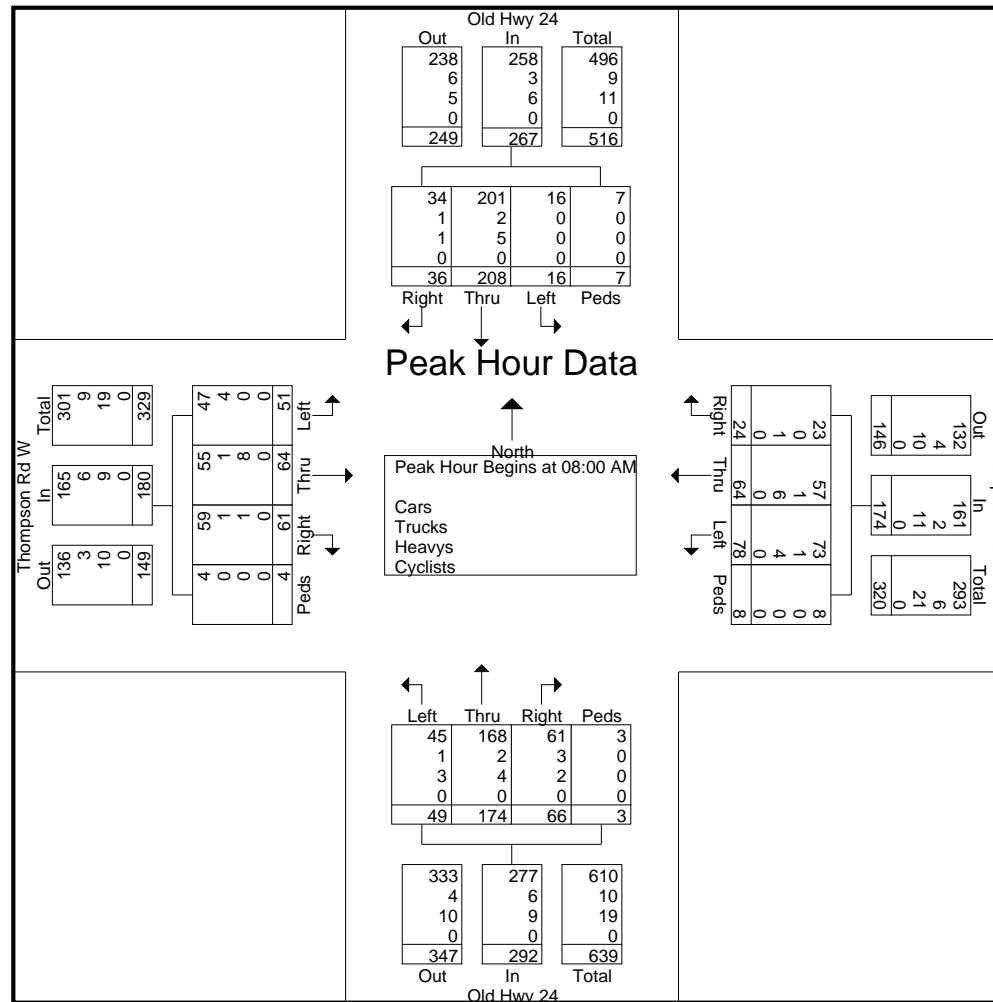 Old Hwy 24
Out In Total
238 258 496
6 3 9
5 6 11
0 0 0
249 267 516
34 201 16 7
1 2 0 0
1 5 0 0
0 0 0 0
36 208 16 7
Right Thru Left Peds
Peak Hour Data
Thompson Rd W
Out In Total
136 165 301
3 6 9
10 9 19
0 0 0
149 180 329
4 59 55 47
0 1 1 4
0 1 8 0
0 0 0 0
4 61 64 51
Peds Right Thru Left
North
Peak Hour Begins at 08:00 AM
Cars
Trucks
Heavys
Cyclists
Out In Total
132 161 293
4 2 6
10 11 21
0 0 0
146 174 320
23 57 73 8
0 1 1 0
1 6 4 0
0 0 0 0
24 64 78 8
Right Thru Left Peds
Left Thru Right Peds
45 168 61 3
1 2 3 0
3 4 2 0
0 0 0 0
49 174 66 3
333 277 610
4 6 10
10 9 19
0 0 0
347 292 639
Out In Total
Old Hwy 24